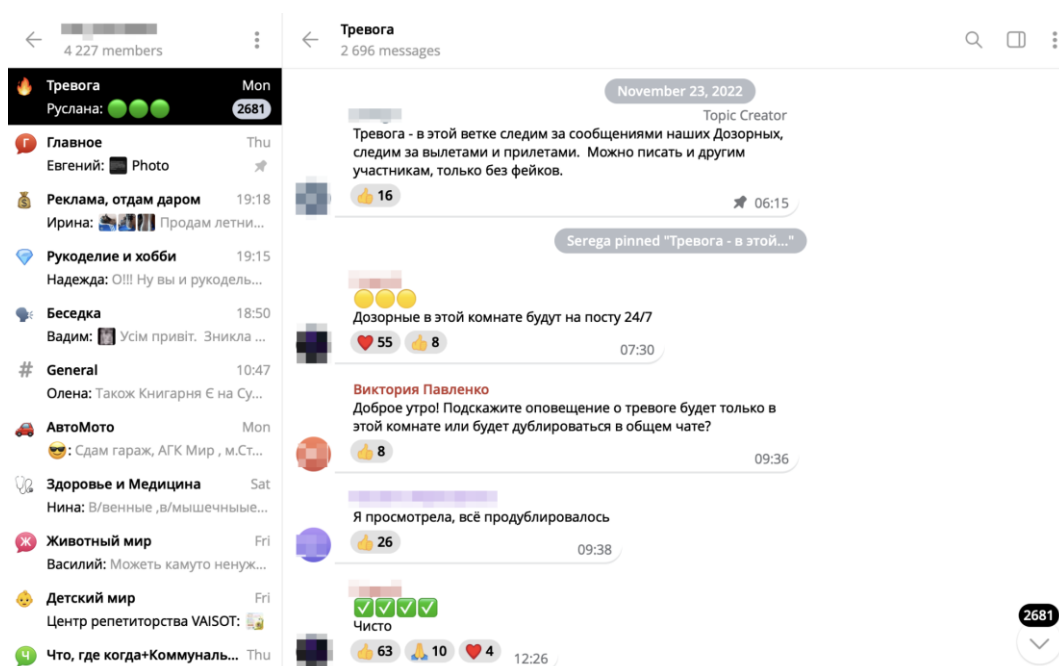 4 227 members
Тревога Mon
Руслана: 2681
Главное Thu
Евгений: Photo
Реклама, отдам даром 19:18
Ирина: Продам летни...
Рукоделие и хобби 19:15
Надежда: О!!! Ну вы и рукодель...
Беседка 18:50
Вадим: Усім привіт. Зникла ...
General 10:47
Олена: Також Книгарня Є на Су...
АвтоМото Mon
: Сдам гараж, АГК Мир , м.Ст...
Здоровье и Медицина Sat
Нина: В/венные ,в/мышечныые...
Ж Животный мир Fri
Василий: Можеть камуто ненуж...
Детский мир Fri
Центр репетиторства VAISOT:
Ч Что, где когда+Коммуналь... Thu
Тревога
2 696 messages
November 23, 2022
Topic Creator
Тревога - в этой ветке следим за сообщениями наших Дозорных,
следим за вылетами и прилетами. Можно писать и другим
участникам, только без фейков.
16
06:15
Serega pinned "Тревога - в этой..."
Дозорные в этой комнате будут на посту 24/7
55 8
07:30
Виктория Павленко
Доброе утро! Подскажите оповещение о тревоге будет только в
этой комнате или будет дублироваться в общем чате?
8
09:36
Я просмотрела, всё продублировалось
26
09:38
Чисто
63 10 4
12:26
2681